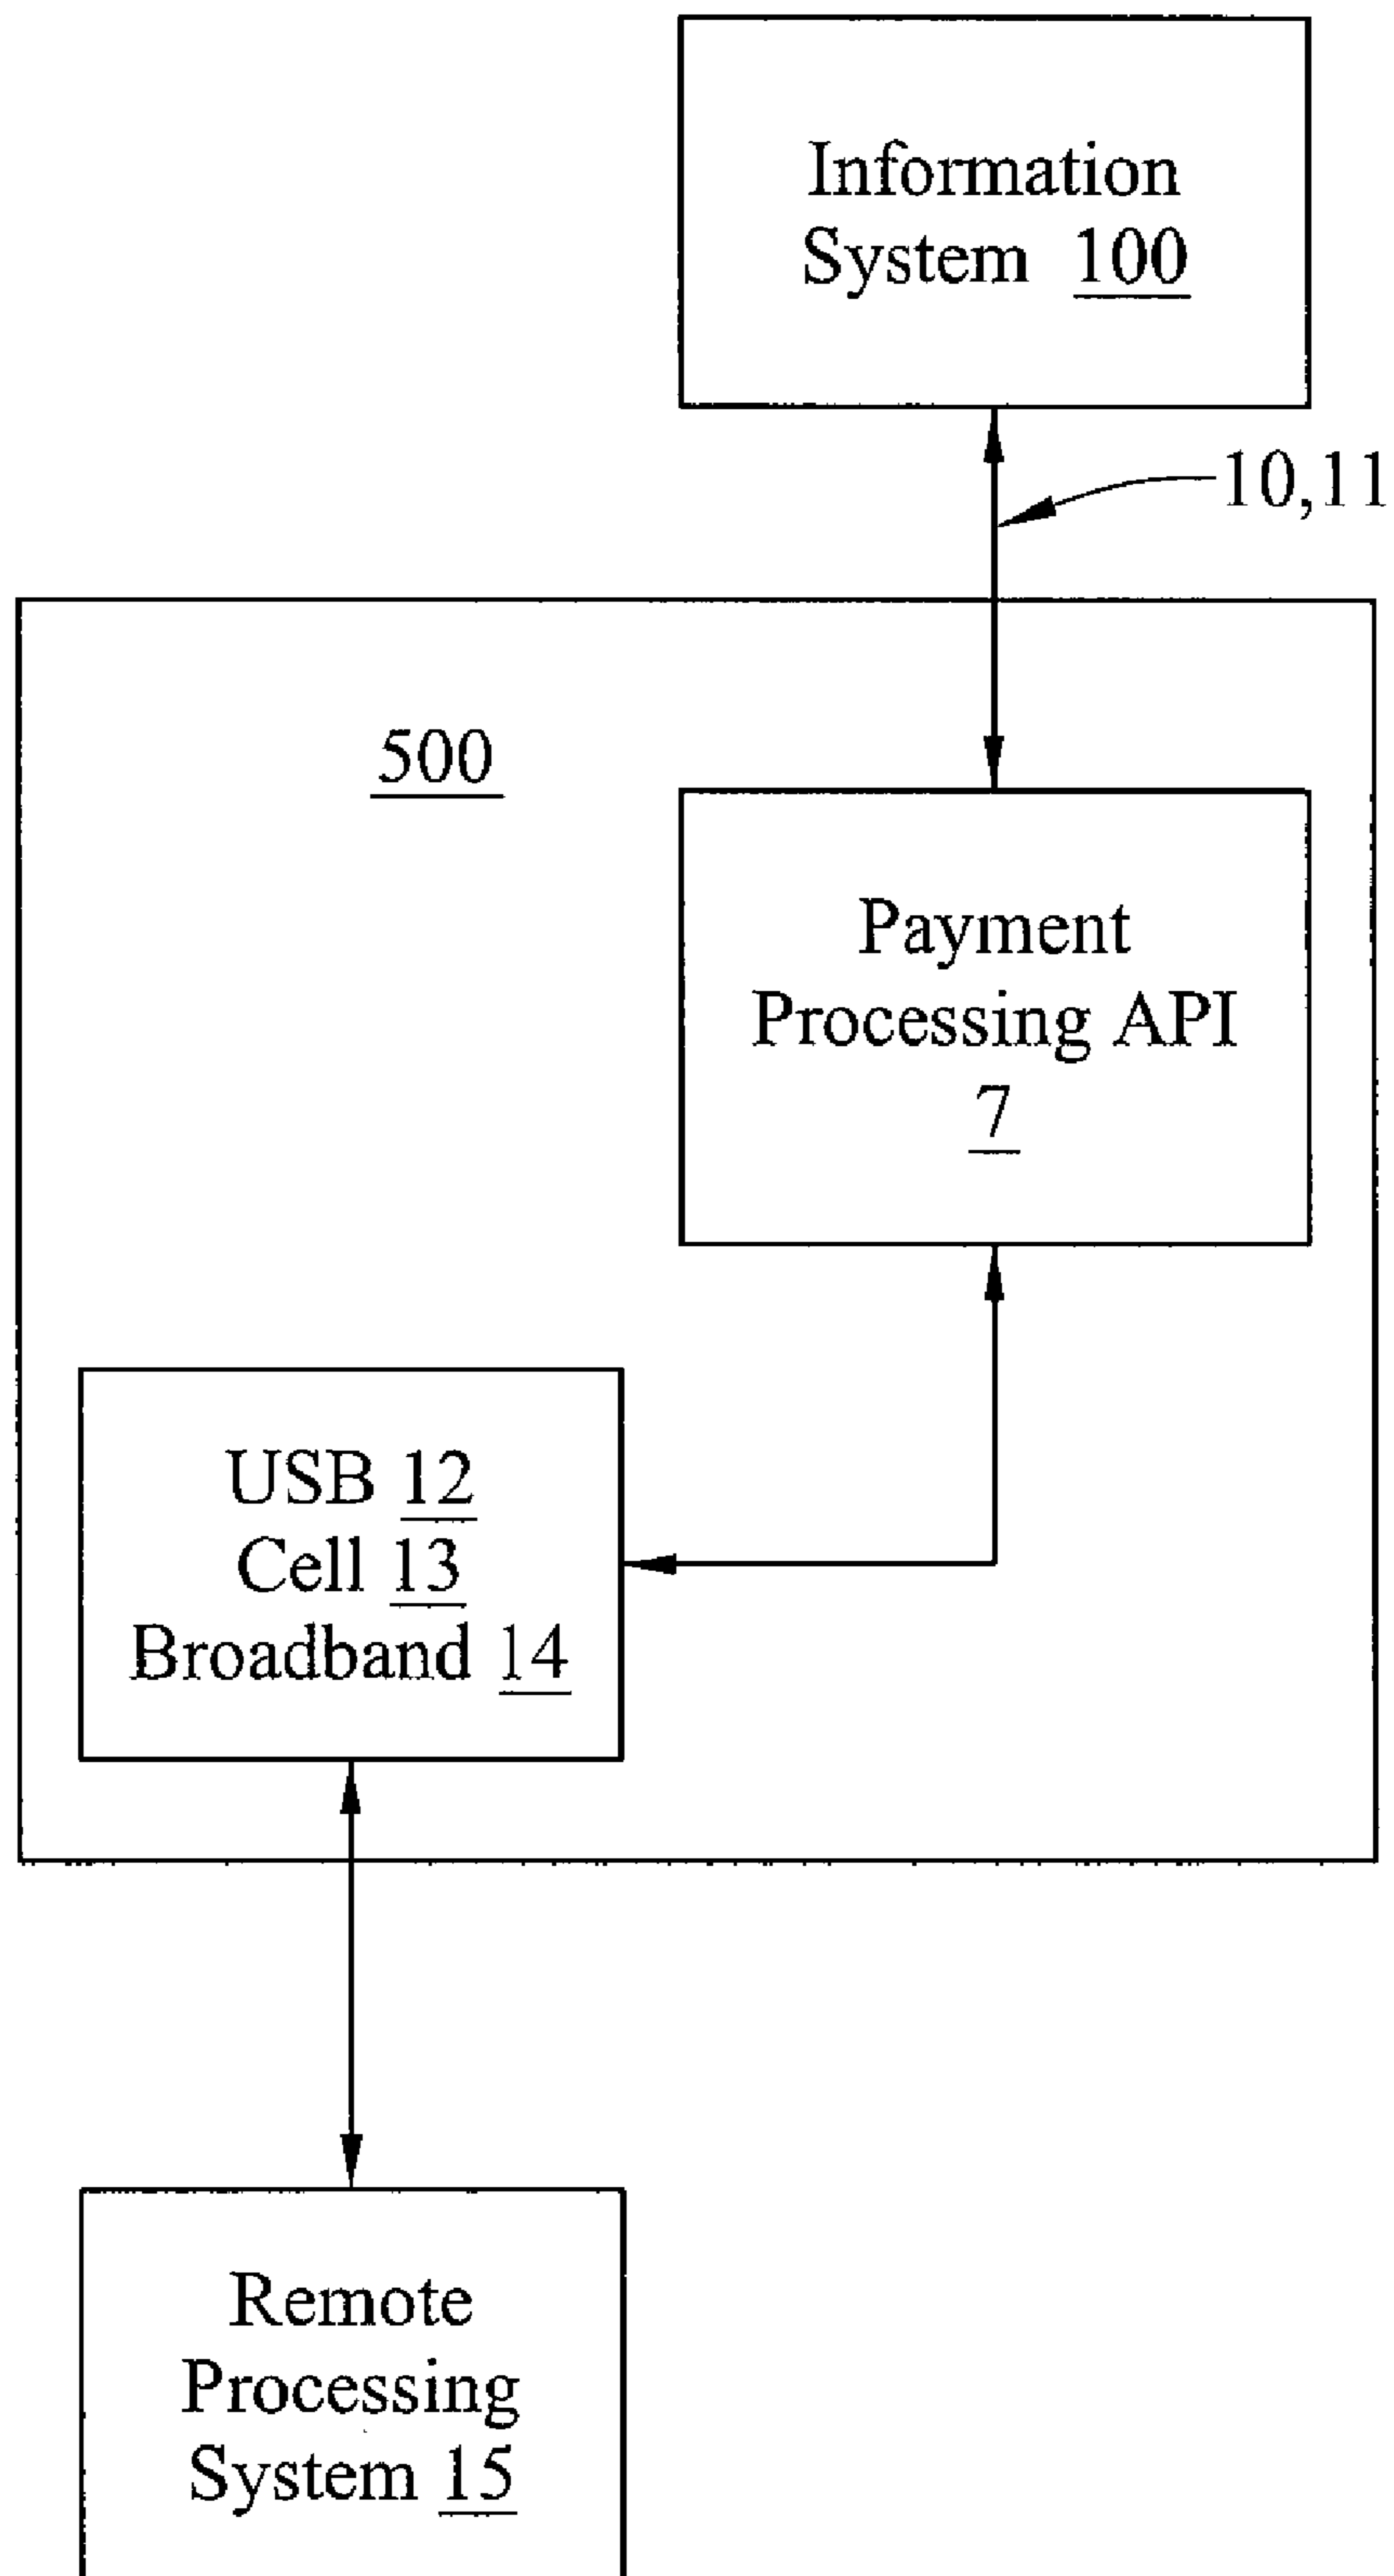 Information
System 100
10,11
500
Payment
Processing API
7
USB 12
Cell 13
Broadband 14
Remote
Processing
System 15